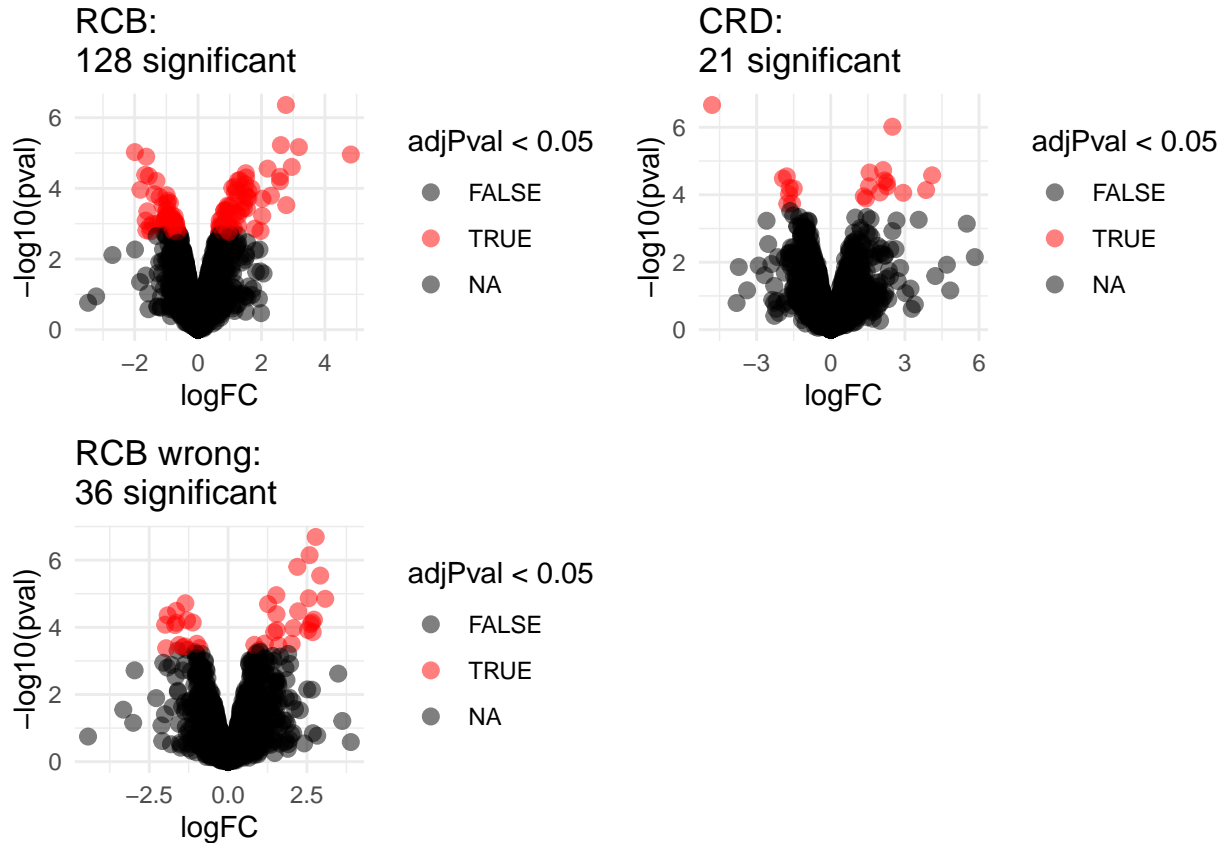 RCB:
128 significant
6
4
2
0
−log10(pval)
−2
0
2
4
logFC
adjPval < 0.05
FALSE
TRUE
NA
CRD:
21 significant
6
4
2
0
−log10(pval)
−3
0
3
6
logFC
adjPval < 0.05
FALSE
TRUE
NA
RCB wrong:
36 significant
6
4
2
0
−log10(pval)
−2.5
0.0
2.5
logFC
adjPval < 0.05
FALSE
TRUE
NA